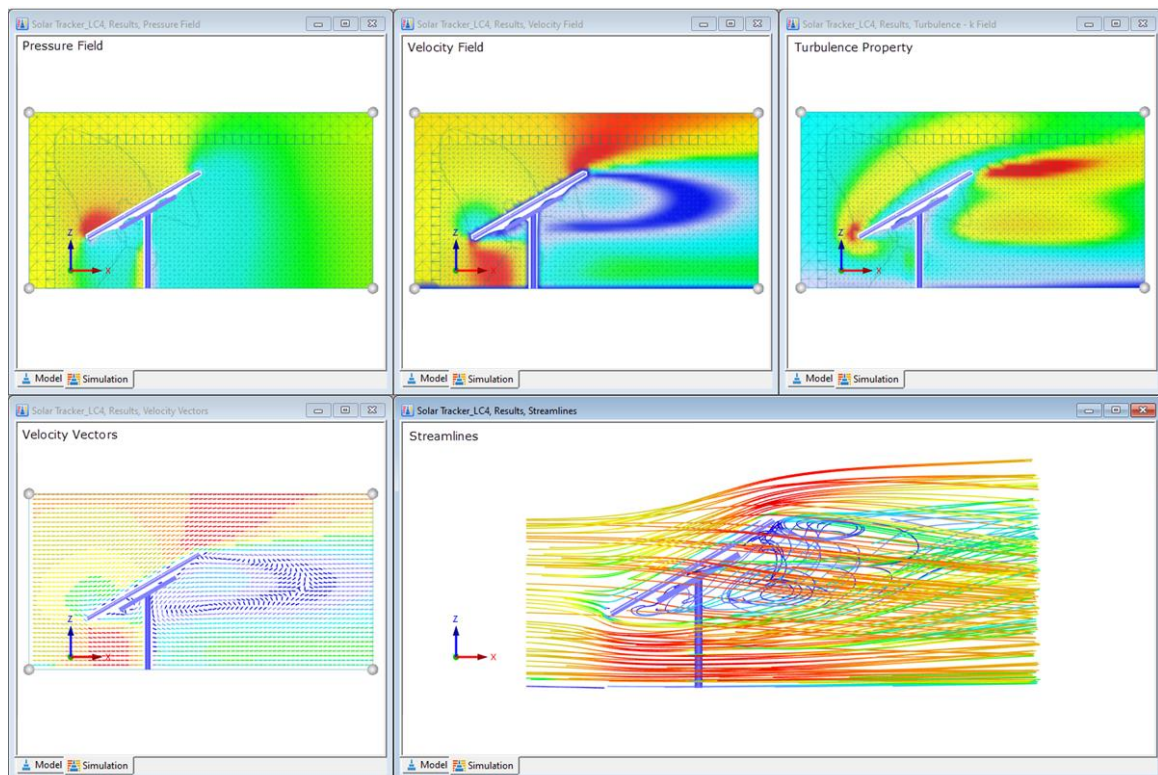 Solar Tracker_LC4, Results, Pressure Field
Pressure Field
Z
X
Model Simulation
Solar Tracker_LC4, Results, Velocity Field
Velocity Field
Z
X
Model Simulation
Solar Tracker_LC4, Results, Turbulence - k Field
Turbulence Property
Z
X
Model Simulation
Solar Tracker_LC4, Results, Velocity Vectors
Velocity Vectors
Z
X
Model Simulation
Solar Tracker_LC4, Results, Streamlines
Streamlines
Z
X
Model Simulation